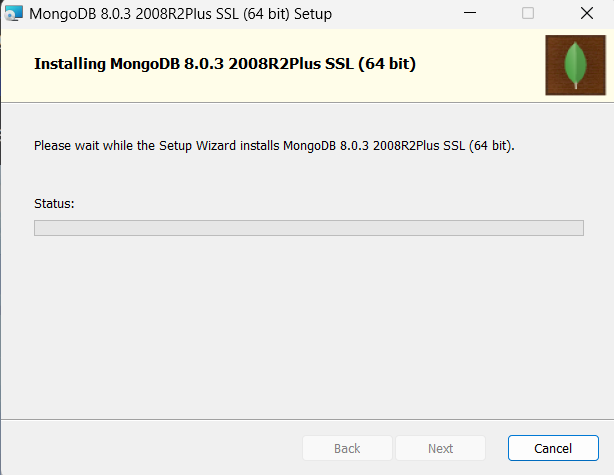 MongoDB 8.0.3 2008R2Plus SSL (64 bit) Setup
Installing MongoDB 8.0.3 2008R2Plus SSL (64 bit)
Please wait while the Setup Wizard installs MongoDB 8.0.3 2008R2Plus SSL (64 bit).
Status:
Back Next Cancel